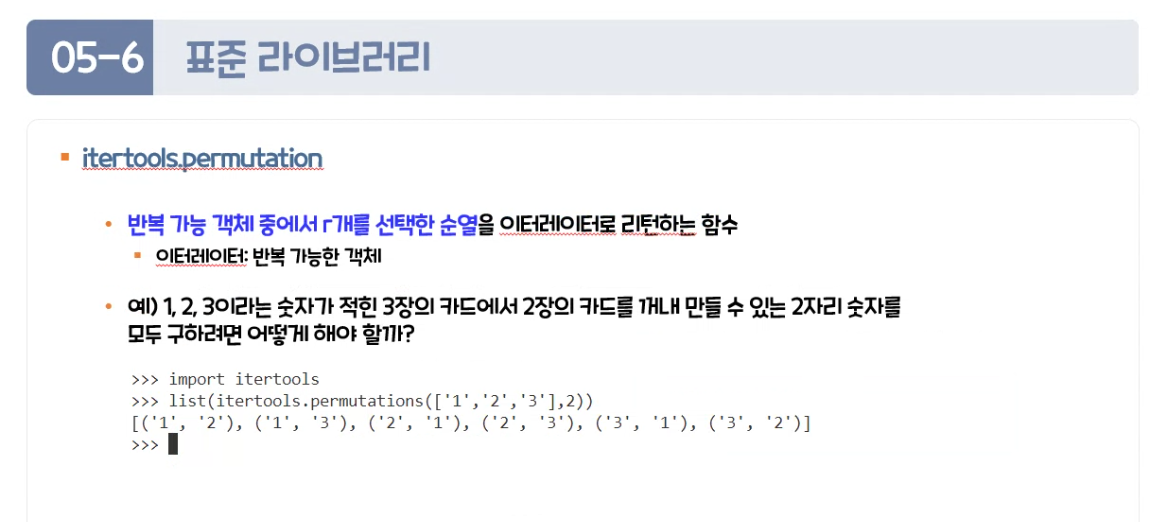 05-6 표준 라이브러리
itertools.permutation
반복 가능 객체 중에서 r개를 선택한 순열을 이터레이터로 리턴하는 함수
이터레이터: 반복 가능한 객체
예) 1, 2, 3이라는 숫자가 적힌 3장의 카드에서 2장의 카드를 꺼내 만들 수 있는 2자리 숫자를
모두 구하려면 어떻게 해야 할까?
>>> import itertools
>>> list(itertools.permutations(['1','2','3'],2))
[('1', '2'), ('1', '3'), ('2', '1'), ('2', '3'), ('3', '1'), ('3', '2')]
>>>